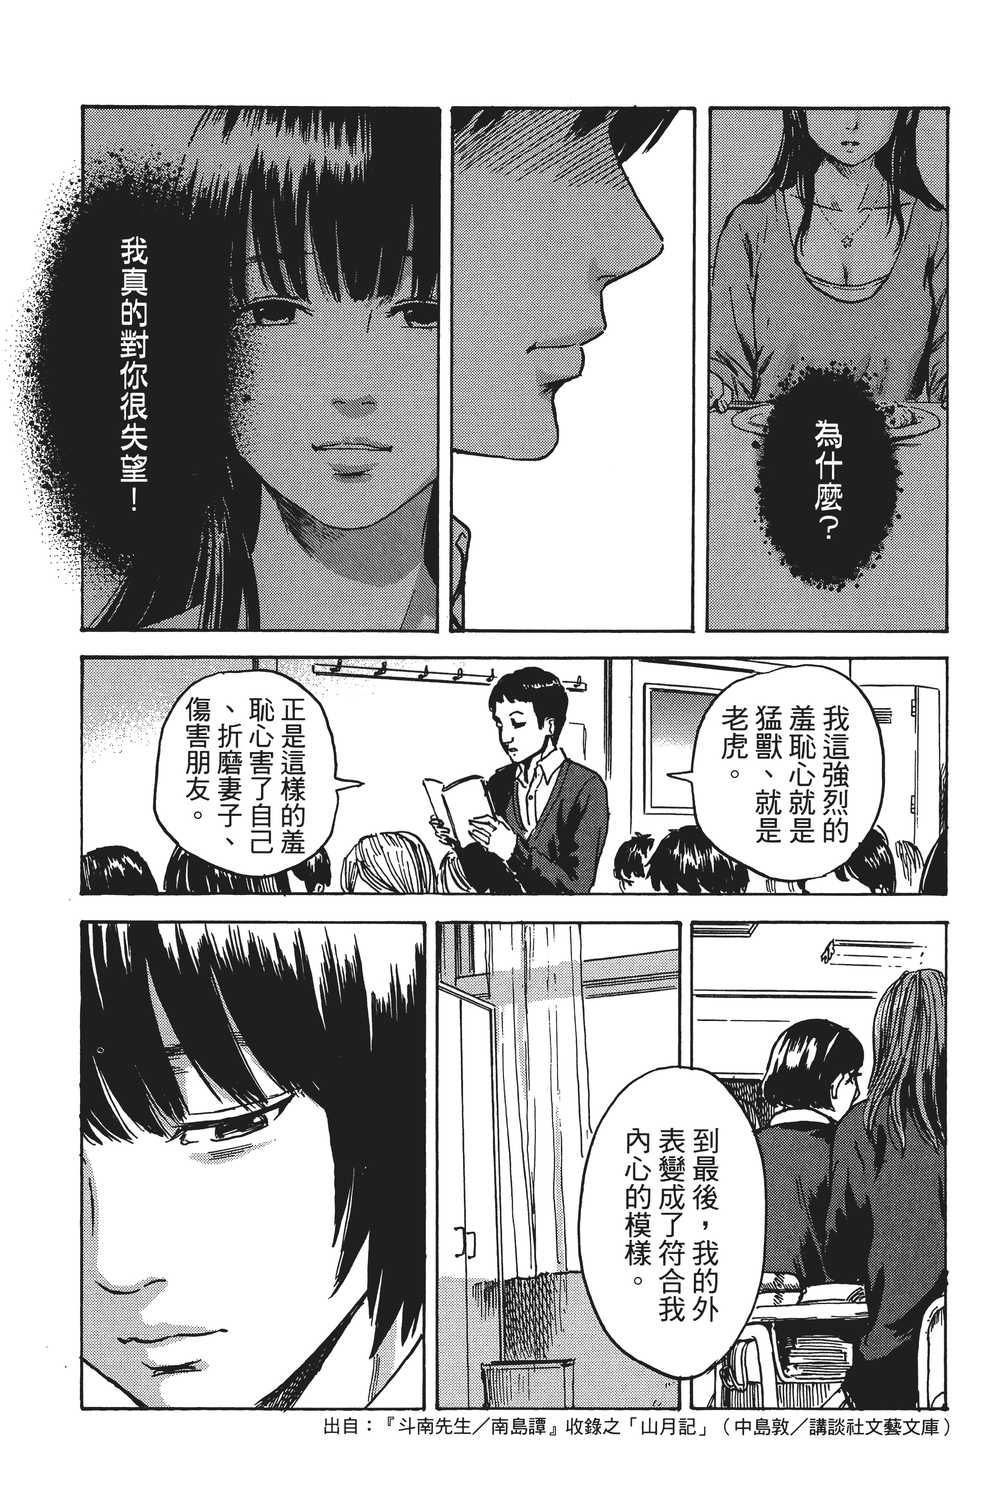 為什麼？
我真的對你很失望！
我這強烈的
羞恥心就是
猛獸、就是
老虎。
正是這樣的羞
恥心害了自己
、折磨妻子、
傷害朋友。
到最後，我的外
表變成了符合我
內心的模樣。
出自：『斗南先生／南島譚』收錄之「山月記」（中島敦／講談社文藝文庫）